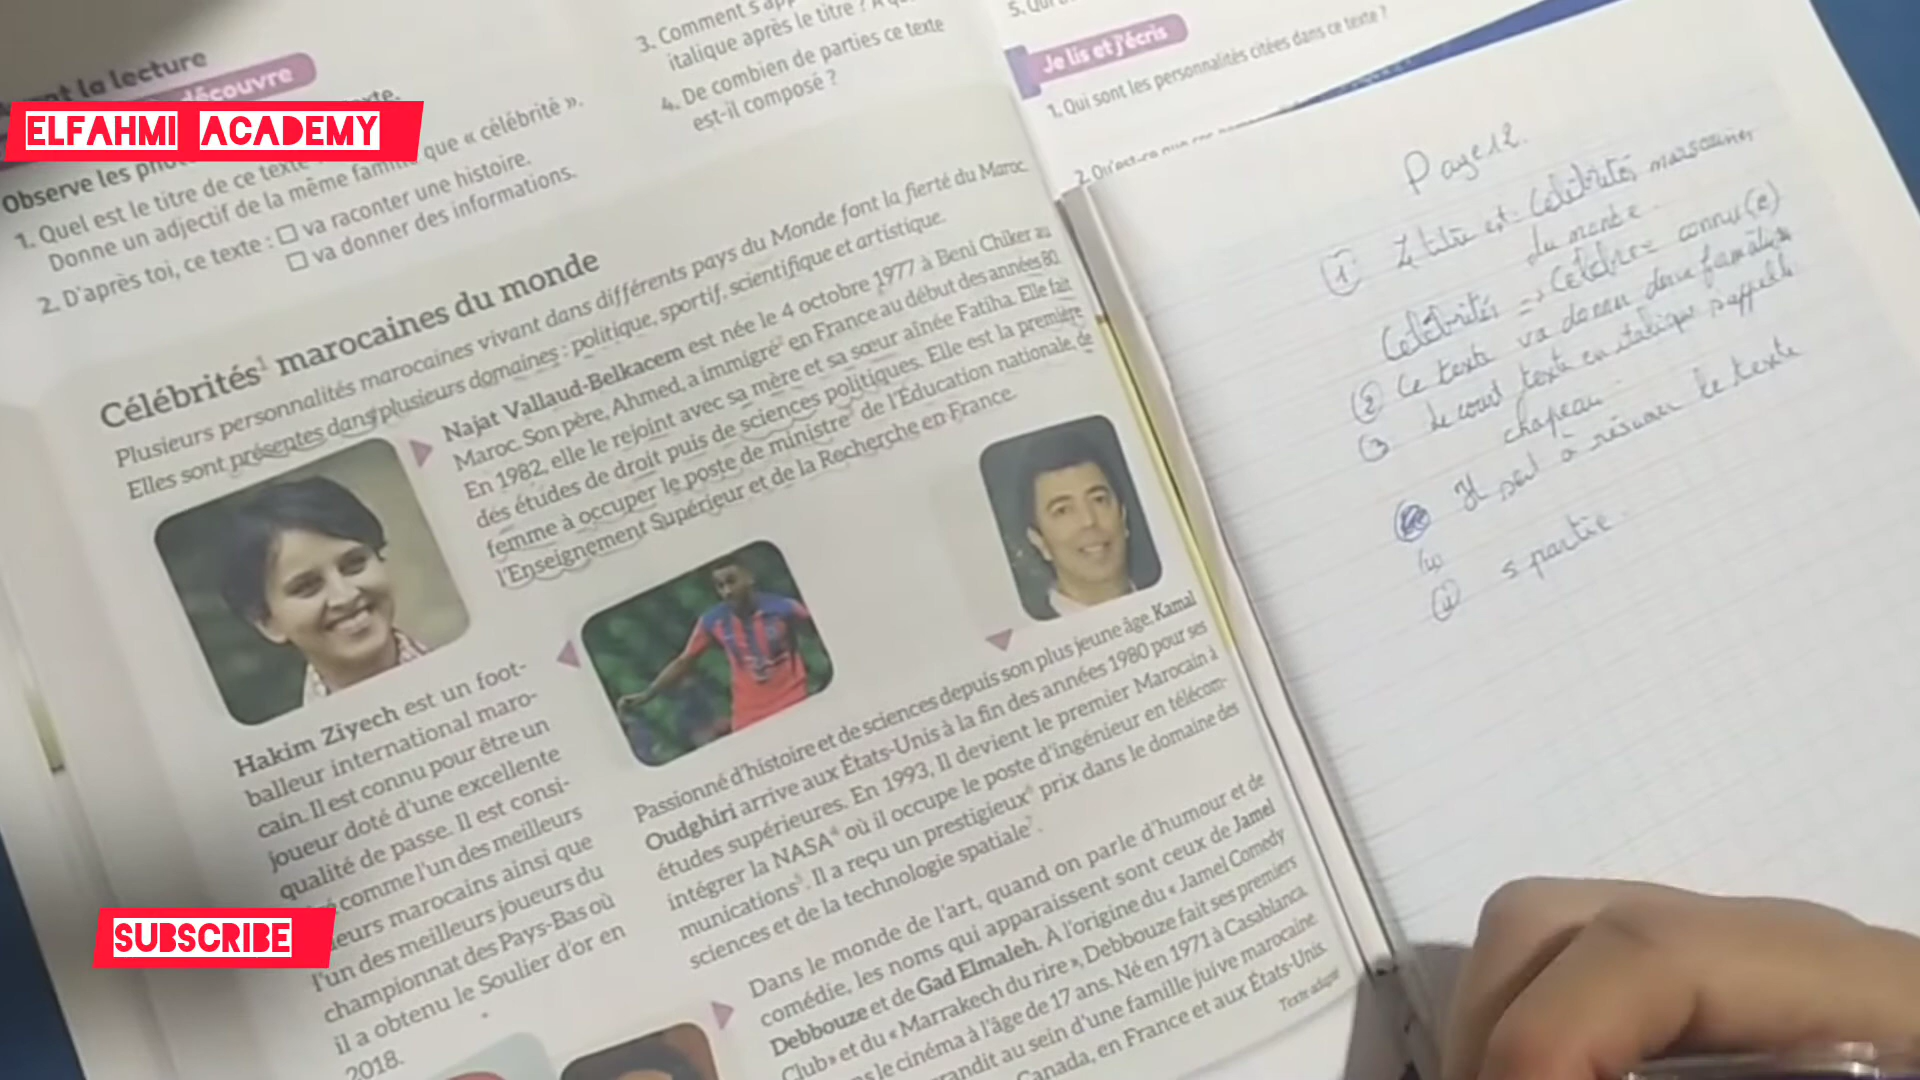 Avant la lecture
découvre
Observe les
1. Quel est le titre de ce texte
Donne un adjectif de la même famille que « célébrité ».
2. D'après toi, ce texte : □ va raconter une histoire.
□ va donner des informations.
3. Comment
italique après le titre ?
4. De combien de parties ce texte
est-il composé ?
ELFAHMI ACADEMY
Célébrités¹ marocaines du monde
Plusieurs personnalités marocaines vivant dans différents pays du Monde font la fierté du Maroc.
Elles sont présentes dans plusieurs domaines : politique, sportif, scientifique et artistique.
Najat Vallaud-Belkacem est née le 4 octobre 1977 à Beni Chiker au
Maroc. Son père, Ahmed, a immigré² en France au début des années 80.
En 1982, elle le rejoint avec sa mère et sa sœur aînée Fatiha. Elle fait
des études de droit puis de sciences politiques. Elle est la première
femme à occuper le poste de ministre³ de l'Éducation nationale, de
l'Enseignement Supérieur et de la Recherche en France.
Hakim Ziyech est un foot-
balleur international maro-
cain. Il est connu pour être un
joueur doté d'une excellente
qualité de passe. Il est consi-
comme l'un des meilleurs
marocains ainsi que
l'un des meilleurs joueurs du
championnat des Pays-Bas où
il a obtenu le Soulier d'or en
2018.
Passionné d'histoire et de sciences depuis son plus jeune âge, Kamal
Oudghiri arrive aux États-Unis à la fin des années 1980 pour ses
études supérieures. En 1993, Il devient le premier Marocain à
intégrer la NASA⁴ où il occupe le poste d'ingénieur en télécom-
munications⁵. Il a reçu un prestigieux⁶ prix dans le domaine des
sciences et de la technologie spatiale⁷.
Dans le monde de l'art, quand on parle d'humour et de
comédie, les noms qui apparaissent sont ceux de Jamel
Debbouze et de Gad Elmaleh. À l'origine du « Jamel Comedy
Club » et du « Marrakech du rire », Debbouze fait ses premiers
le cinéma à l'âge de 17 ans. Né en 1971 à Casablanca,
grandit au sein d'une famille juive marocaine.
Canada, en France et aux États-Unis.
Texte adapté
SUBSCRIBE
Je lis et j'écris
1. Qui sont les personnalités citées dans ce texte ?
Page 12.
① L titre est Célébrités marocaines
du monde.
Célébrités => Célèbre = connu(e)
② Ce texte va donner
③ le court texte en italique s'appelle
chapeau
Il sert à résumer le texte
④ 5 partie.